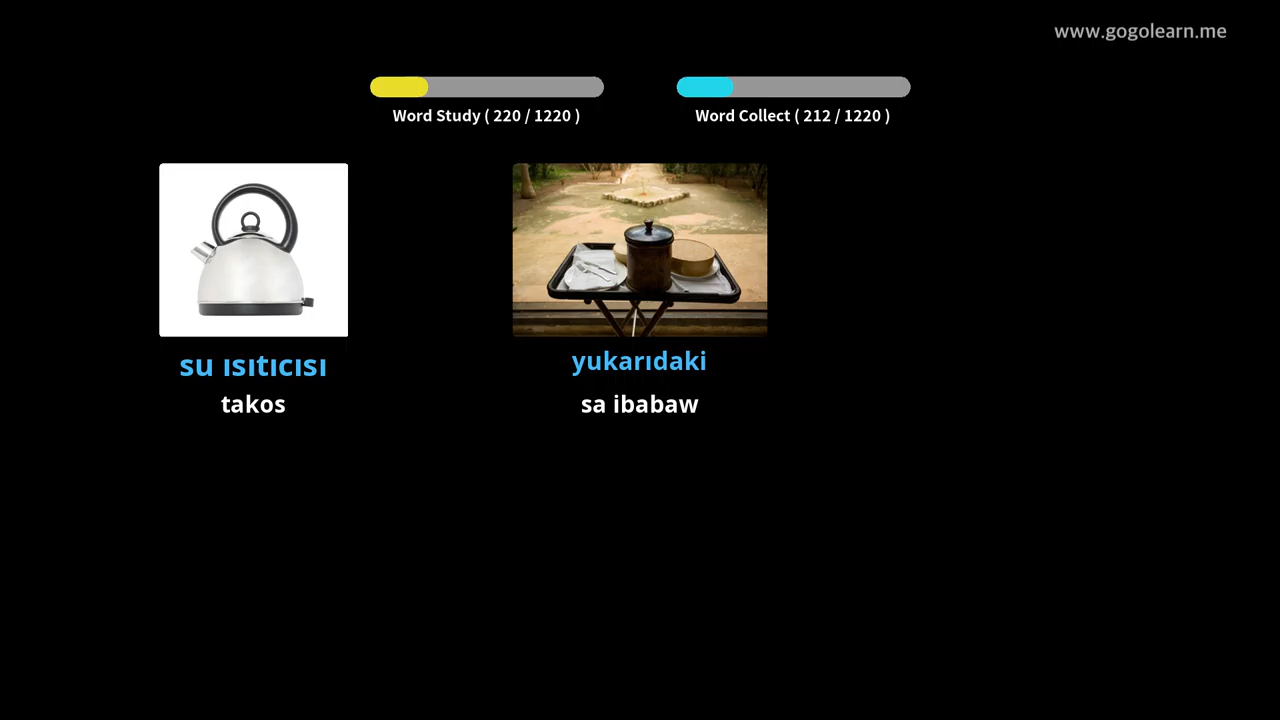 www.gogolearn.me
Word Study ( 220 / 1220 )
Word Collect ( 212 / 1220 )
su ısıtıcısı
takos
yukarıdaki
sa ibabaw